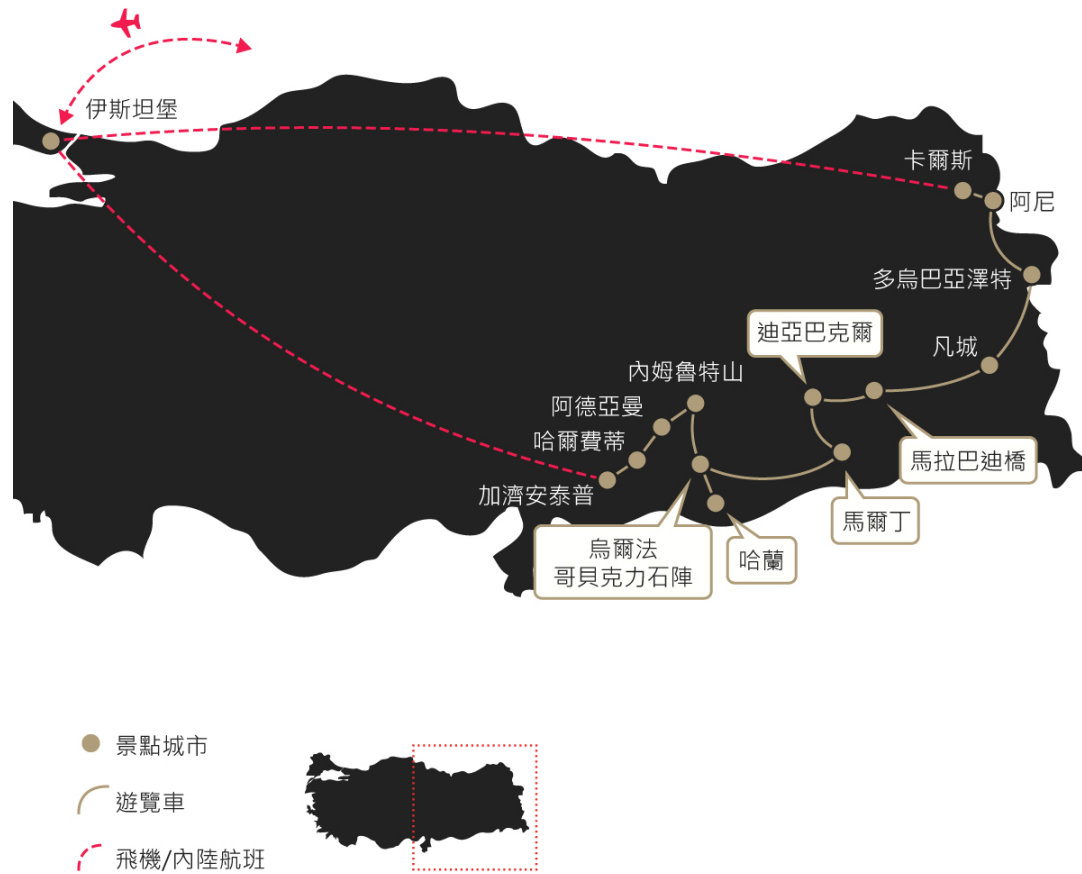 伊斯坦堡
卡爾斯
阿尼
多烏巴亞澤特
迪亞巴克爾
凡城
內姆魯特山
阿德亞曼
哈爾費蒂
馬拉巴迪橋
加濟安泰普
馬爾丁
烏爾法
哥貝克力石陣
哈蘭
景點城市
遊覽車
飛機/內陸航班